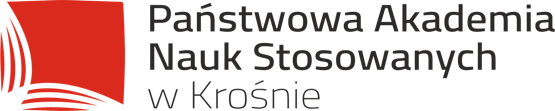 Państwowa Akademia
Nauk Stosowanych
w Krośnie